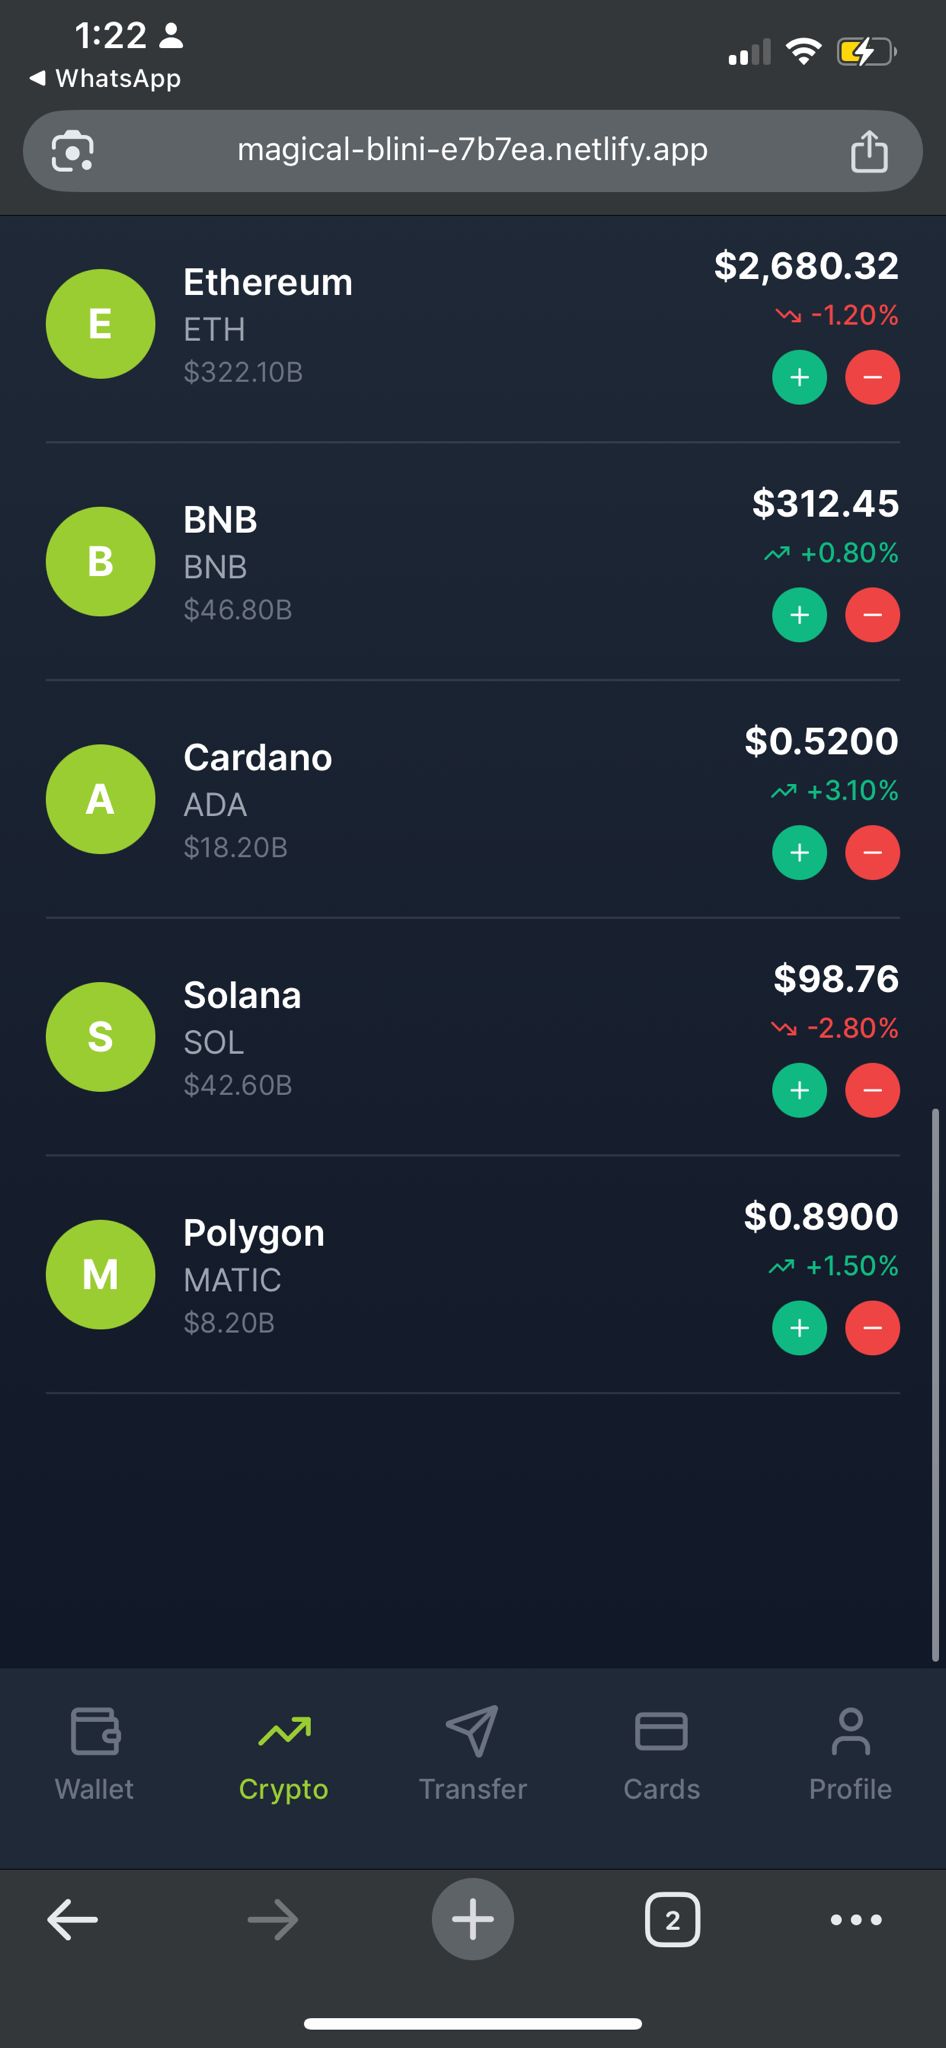 1:22
WhatsApp
magical-blini-e7b7ea.netlify.app
E
Ethereum
ETH
$322.10B
$2,680.32
-1.20%
+
−
B
BNB
BNB
$46.80B
$312.45
+0.80%
+
−
A
Cardano
ADA
$18.20B
$0.5200
+3.10%
+
−
S
Solana
SOL
$42.60B
$98.76
-2.80%
+
−
M
Polygon
MATIC
$8.20B
$0.8900
+1.50%
+
−
Wallet
Crypto
Transfer
Cards
Profile
2